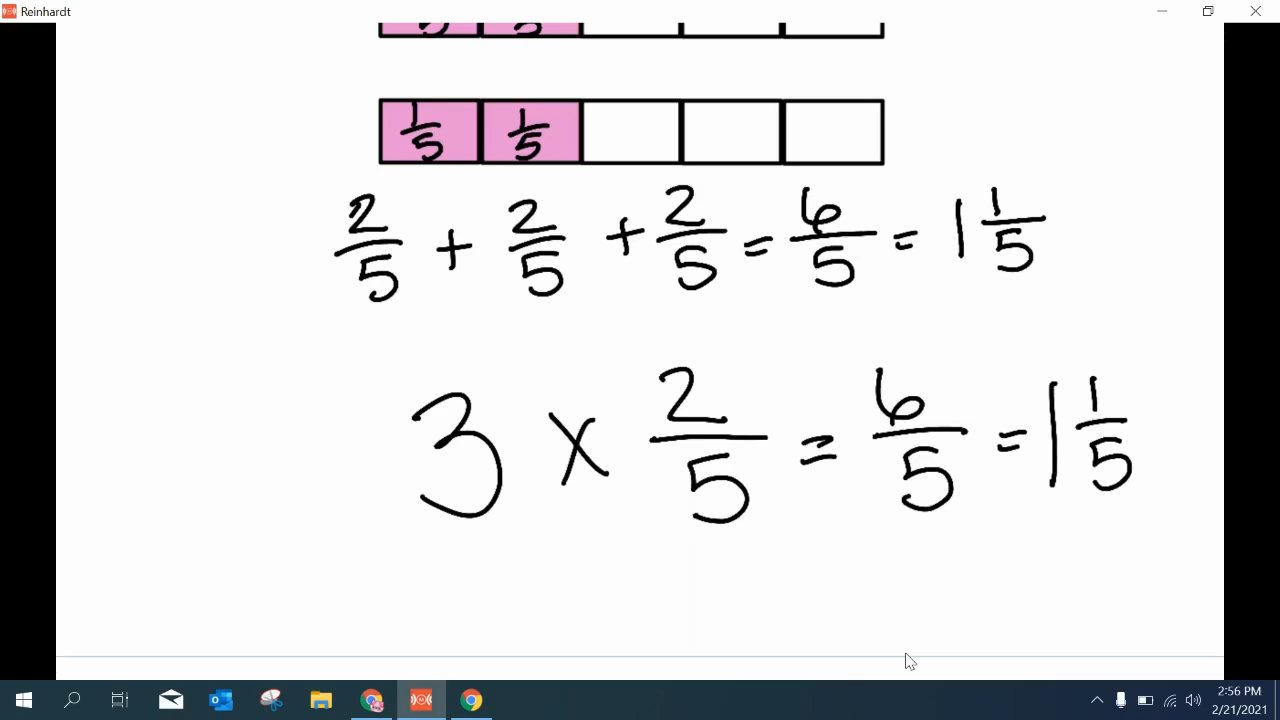 Reinhardt
1/5 1/5
2/5 + 2/5 + 2/5 = 6/5 = 1 1/5
3 x 2/5 = 6/5 = 1 1/5
2:56 PM
2/21/2021